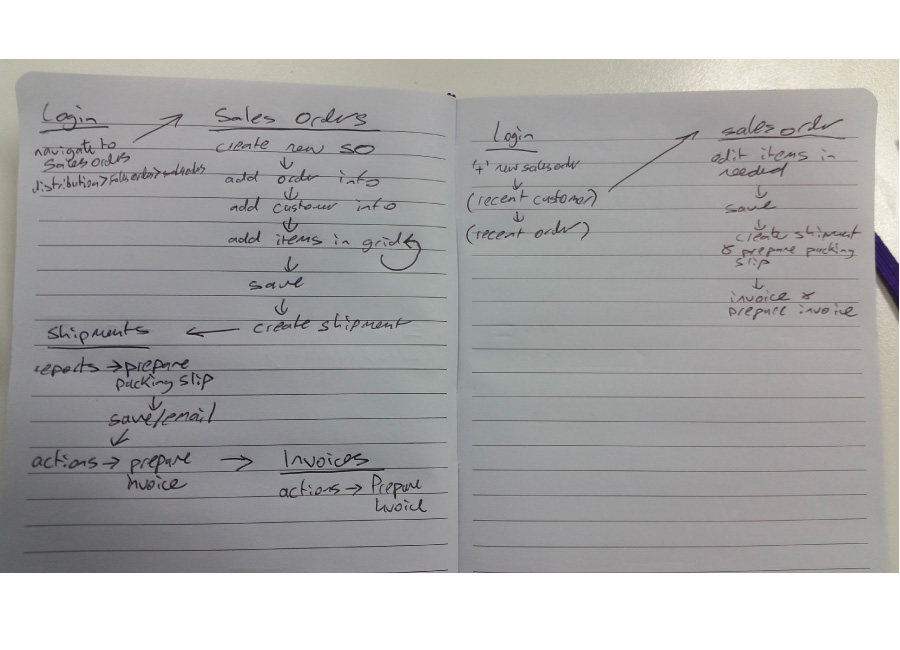 Login
navigate to
Sales order
distribution > sales order > sales orders
Sales orders
create new SO
↓
add order info
↓
add customer info
↓
add items in grid
↓
save
↓
create shipment
←
Shipments
reports → prepare
packing slip
↓
save/email
actions → prepare
invoice
→
Invoices
actions → Prepare
Invoice
Login
'+' new sales order
↓
(recent customer)
↓
(recent order)
sales order
edit items in
needed
↓
save
↓
create shipment
& prepare packing
slip
↓
invoice &
prepare invoice